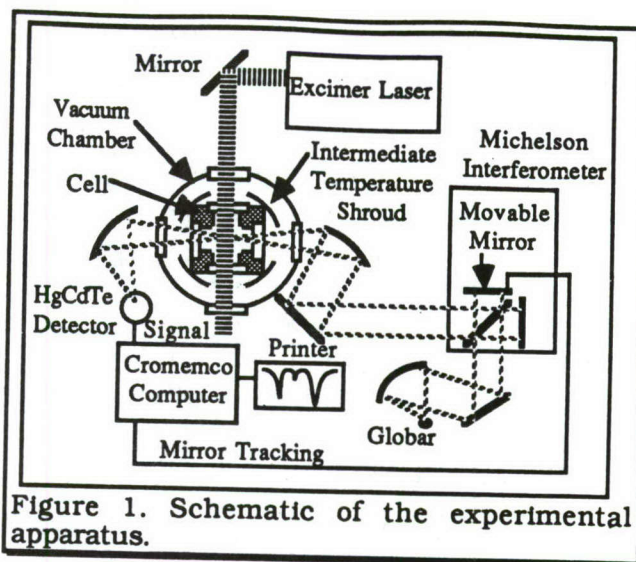 Mirror
Excimer Laser
Vacuum
Chamber
Intermediate
Temperature
Shroud
Cell
Michelson
Interferometer
Movable
Mirror
HgCdTe
Detector
Signal
Printer
Cromemco
Computer
Globar
Mirror Tracking
Figure 1. Schematic of the experimental
apparatus.